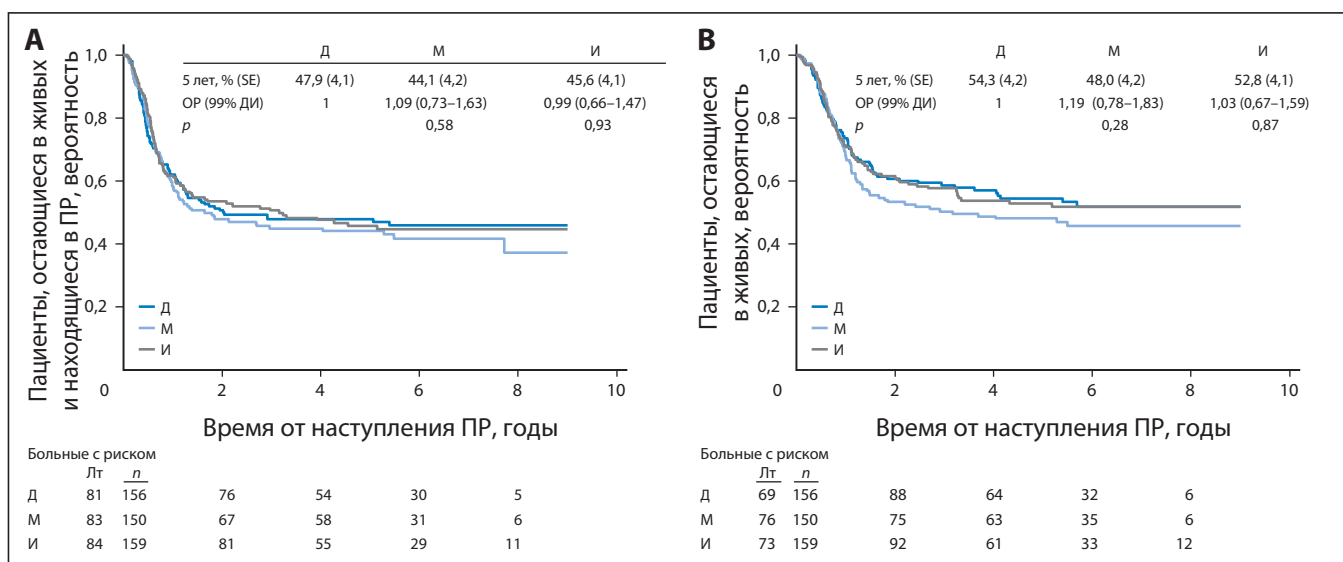 A
Пациенты, остающиеся в живых
и находящиеся в ПР, вероятность
1,0
0,8
0,6
0,4
0,2
0
2
4
6
8
10
Д М И
5 лет, % (SE) 47,9 (4,1) 44,1 (4,2) 45,6 (4,1)
ОР (99% ДИ) 1 1,09 (0,73–1,63) 0,99 (0,66–1,47)
p 0,58 0,93
Д
М
И
Время от наступления ПР, годы
Больные с риском
Лт n
Д 81 156 76 54 30 5
М 83 150 67 58 31 6
И 84 159 81 55 29 11
B
Пациенты, остающиеся
в живых, вероятность
1,0
0,8
0,6
0,4
0,2
0
2
4
6
8
10
Д М И
5 лет, % (SE) 54,3 (4,2) 48,0 (4,2) 52,8 (4,1)
ОР (99% ДИ) 1 1,19 (0,78–1,83) 1,03 (0,67–1,59)
p 0,28 0,87
Д
М
И
Время от наступления ПР, годы
Больные с риском
Лт n
Д 69 156 88 64 32 6
М 76 150 75 63 35 6
И 73 159 92 61 33 12